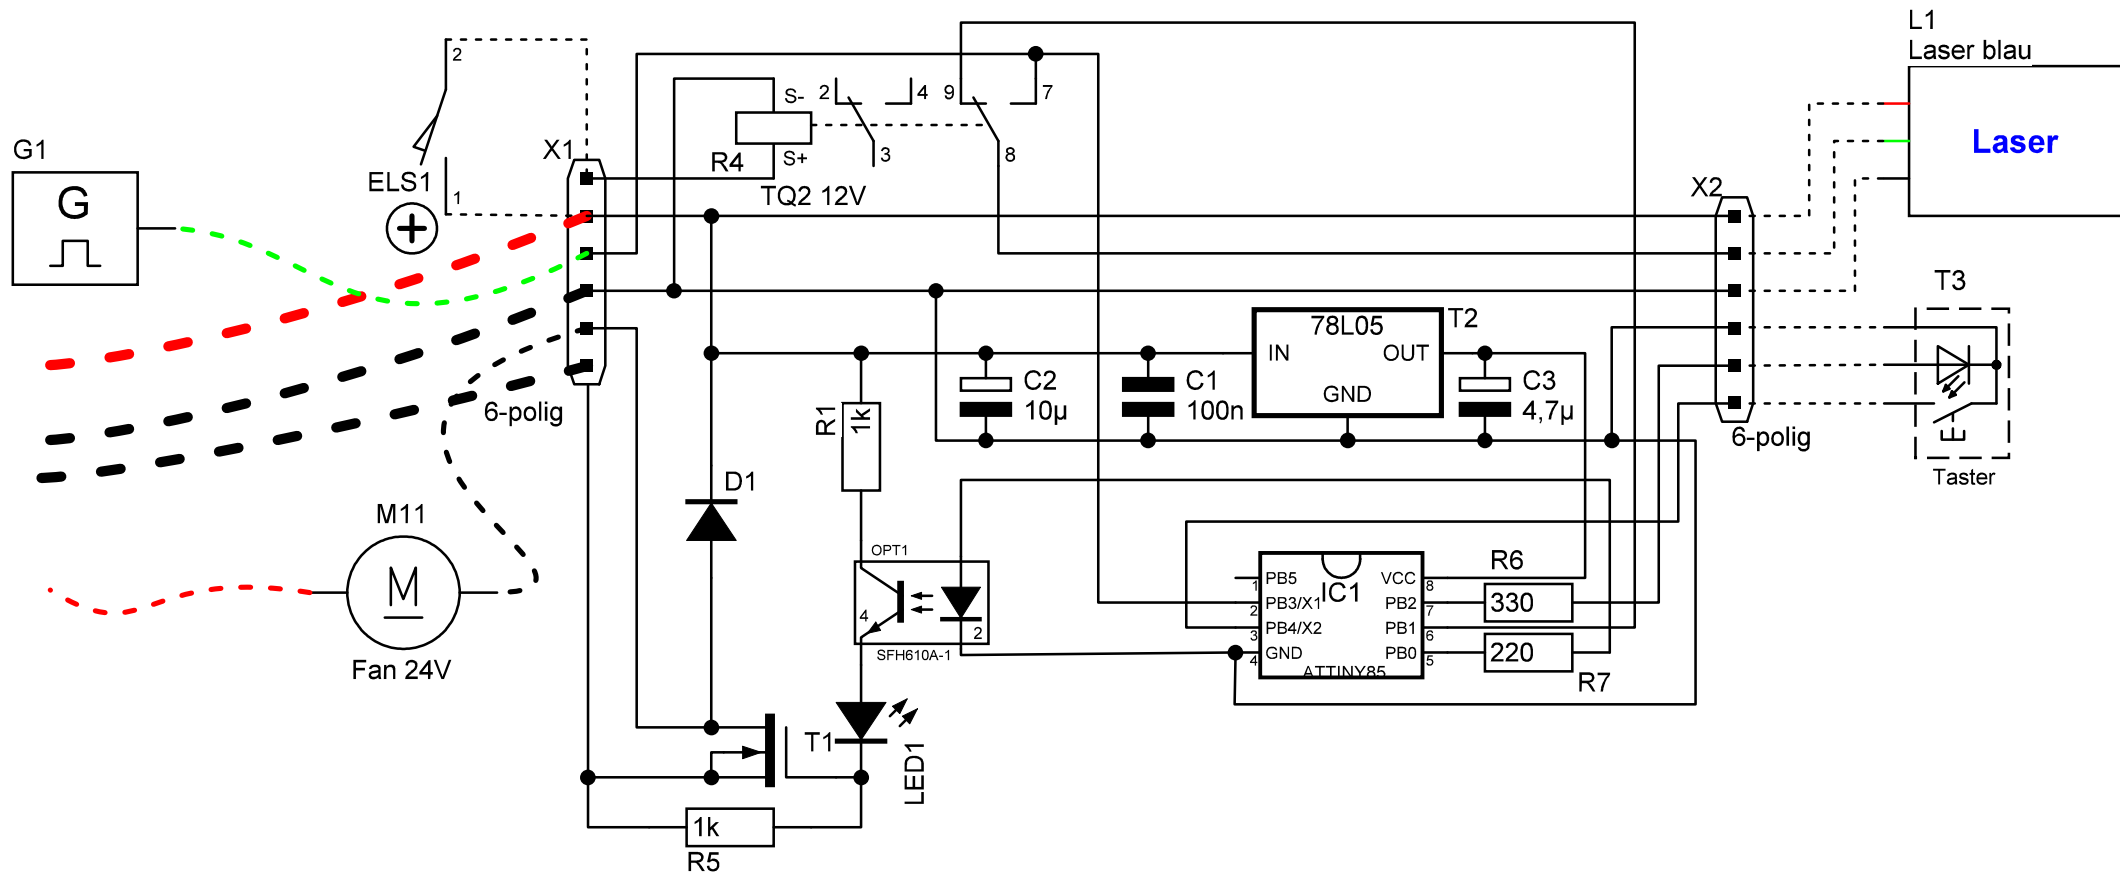 L1
Laser blau
Laser
G1
G
ELS1
2
1
X1
6-polig
S-
S+
R4
TQ2 12V
2
4
3
9
7
8
X2
6-polig
T3
Taster
78L05
T2
IN
OUT
GND
C2
10µ
C1
100n
C3
4,7µ
R1
1k
D1
M11
M
Fan 24V
OPT1
4
2
SFH610A-1
IC1
PB5
1
PB3/X1
2
PB4/X2
3
GND
4
VCC
8
PB2
7
PB1
6
PB0
5
ATTINY85
R6
330
220
R7
T1
LED1
1k
R5